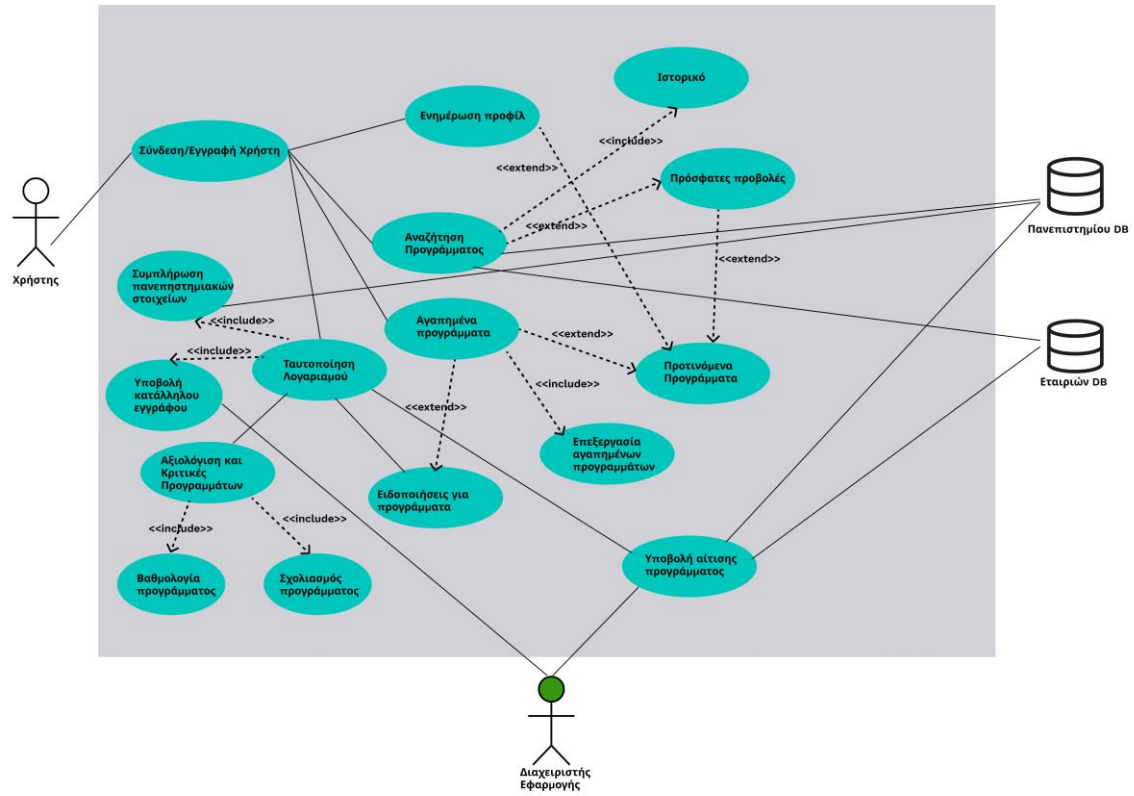 Ιστορικό
Ενημέρωση προφίλ
Σύνδεση/Εγγραφή Χρήστη
<<include>>
<<extend>>
Πρόσφατες προβολές
Χρήστης
Αναζήτηση
Προγράμματος
<<extend>>
Πανεπιστημίου DB
<<extend>>
Συμπλήρωση
πανεπηστημιακών
στοιχείων
<<include>>
<<include>>
Αγαπημένα
προγράμματα
<<extend>>
Ταυτοποίηση
Λογαριαμού
Προτινόμενα
Προγράμματα
Εταιριών DB
Υποβολή
κατάλληλου
εγγράφου
<<include>>
<<extend>>
Επεξεργασία
αγαπημένων
προγραμμάτων
Αξιολόγιση και
Κριτικές
Προγραμμάτων
Ειδοποιήσεις για
προγράμματα
<<include>>
<<include>>
Υποβολή αίτισης
προγράμματος
Βαθμολογία
προγράμματος
Σχολιασμός
προγράμματος
Διαχειριστής
Εφαρμογής